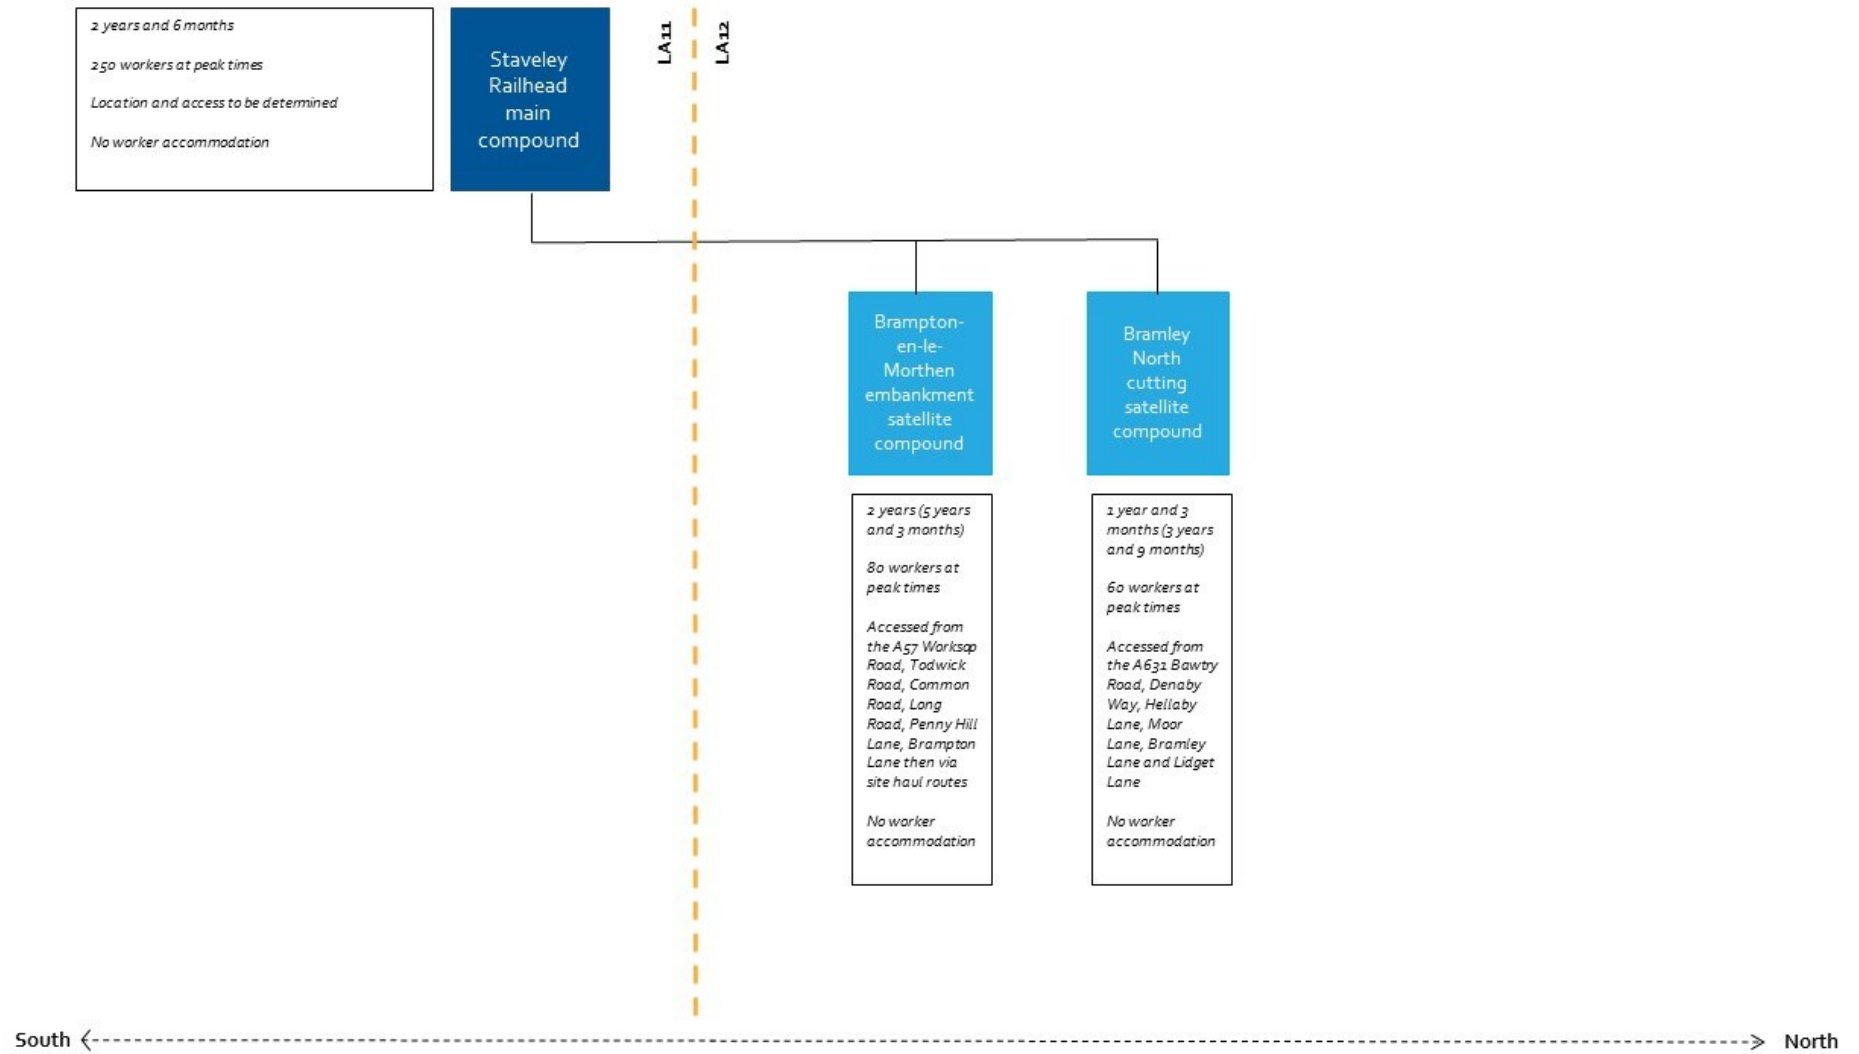 2 years and 6 months
250 workers at peak times
Location and access to be determined
No worker accommodation
Staveley
Railhead
main
compound
LA11
LA12
Brampton-
en-le-
Morthen
embankment
satellite
compound
Bramley
North
cutting
satellite
compound
2 years (5 years
and 3 months)
80 workers at
peak times
Accessed from
the A57 Worksop
Road, Todwick
Road, Common
Road, Long
Road, Penny Hill
Lane, Brampton
Lane then via
site haul routes
No worker
accommodation
1 year and 3
months (3 years
and 9 months)
60 workers at
peak times
Accessed from
the A631 Bawtry
Road, Denaby
Way, Hellaby
Lane, Moor
Lane, Bramley
Lane and Lidget
Lane
No worker
accommodation
South
North